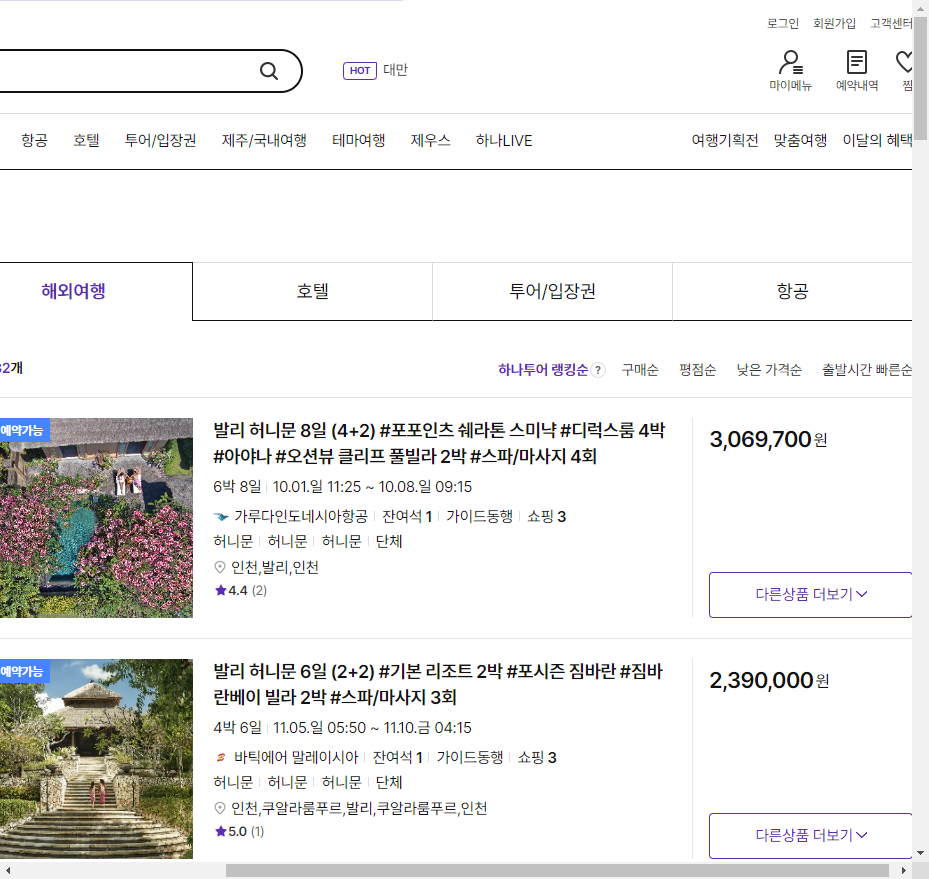 로그인 회원가입 고객센터
HOT 대만
마이메뉴 예약내역 찜
항공 호텔 투어/입장권 제주/국내여행 테마여행 제우스 하나LIVE 여행기획전 맞춤여행 이달의 혜택
해외여행 호텔 투어/입장권 항공
2개 하나투어 랭킹순 ? 구매순 평점순 낮은 가격순 출발시간 빠른순
예약가능
발리 허니문 8일 (4+2) #포포인츠 쉐라톤 스미냑 #디럭스룸 4박
#아야나 #오션뷰 클리프 풀빌라 2박 #스파/마사지 4회
3,069,700원
6박 8일 10.01.일 11:25 ~ 10.08.일 09:15
가루다인도네시아항공 잔여석 1 가이드동행 쇼핑 3
허니문 허니문 허니문 단체
인천,발리,인천
★4.4 (2)
다른상품 더보기
예약가능
발리 허니문 6일 (2+2) #기본 리조트 2박 #포시즌 짐바란 #짐바
란베이 빌라 2박 #스파/마사지 3회
2,390,000원
4박 6일 11.05.일 05:50 ~ 11.10.금 04:15
바틱에어 말레이시아 잔여석 1 가이드동행 쇼핑 3
허니문 허니문 허니문 단체
인천,쿠알라룸푸르,발리,쿠알라룸푸르,인천
★5.0 (1)
다른상품 더보기